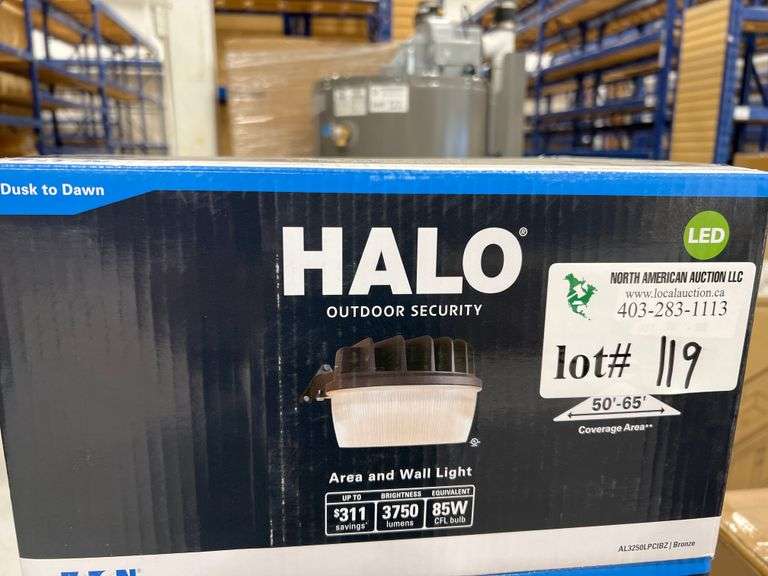 Dusk to Dawn
HALO®
OUTDOOR SECURITY
LED
NORTH AMERICAN AUCTION LLC
www.localauction.ca
403-283-1113
lot# 119
50'-65'
Coverage Area**
Area and Wall Light
UP TO
$311
savings*
BRIGHTNESS
3750
lumens
EQUIVALENT
85W
CFL bulb
AL3250LPCIBZ | Bronze